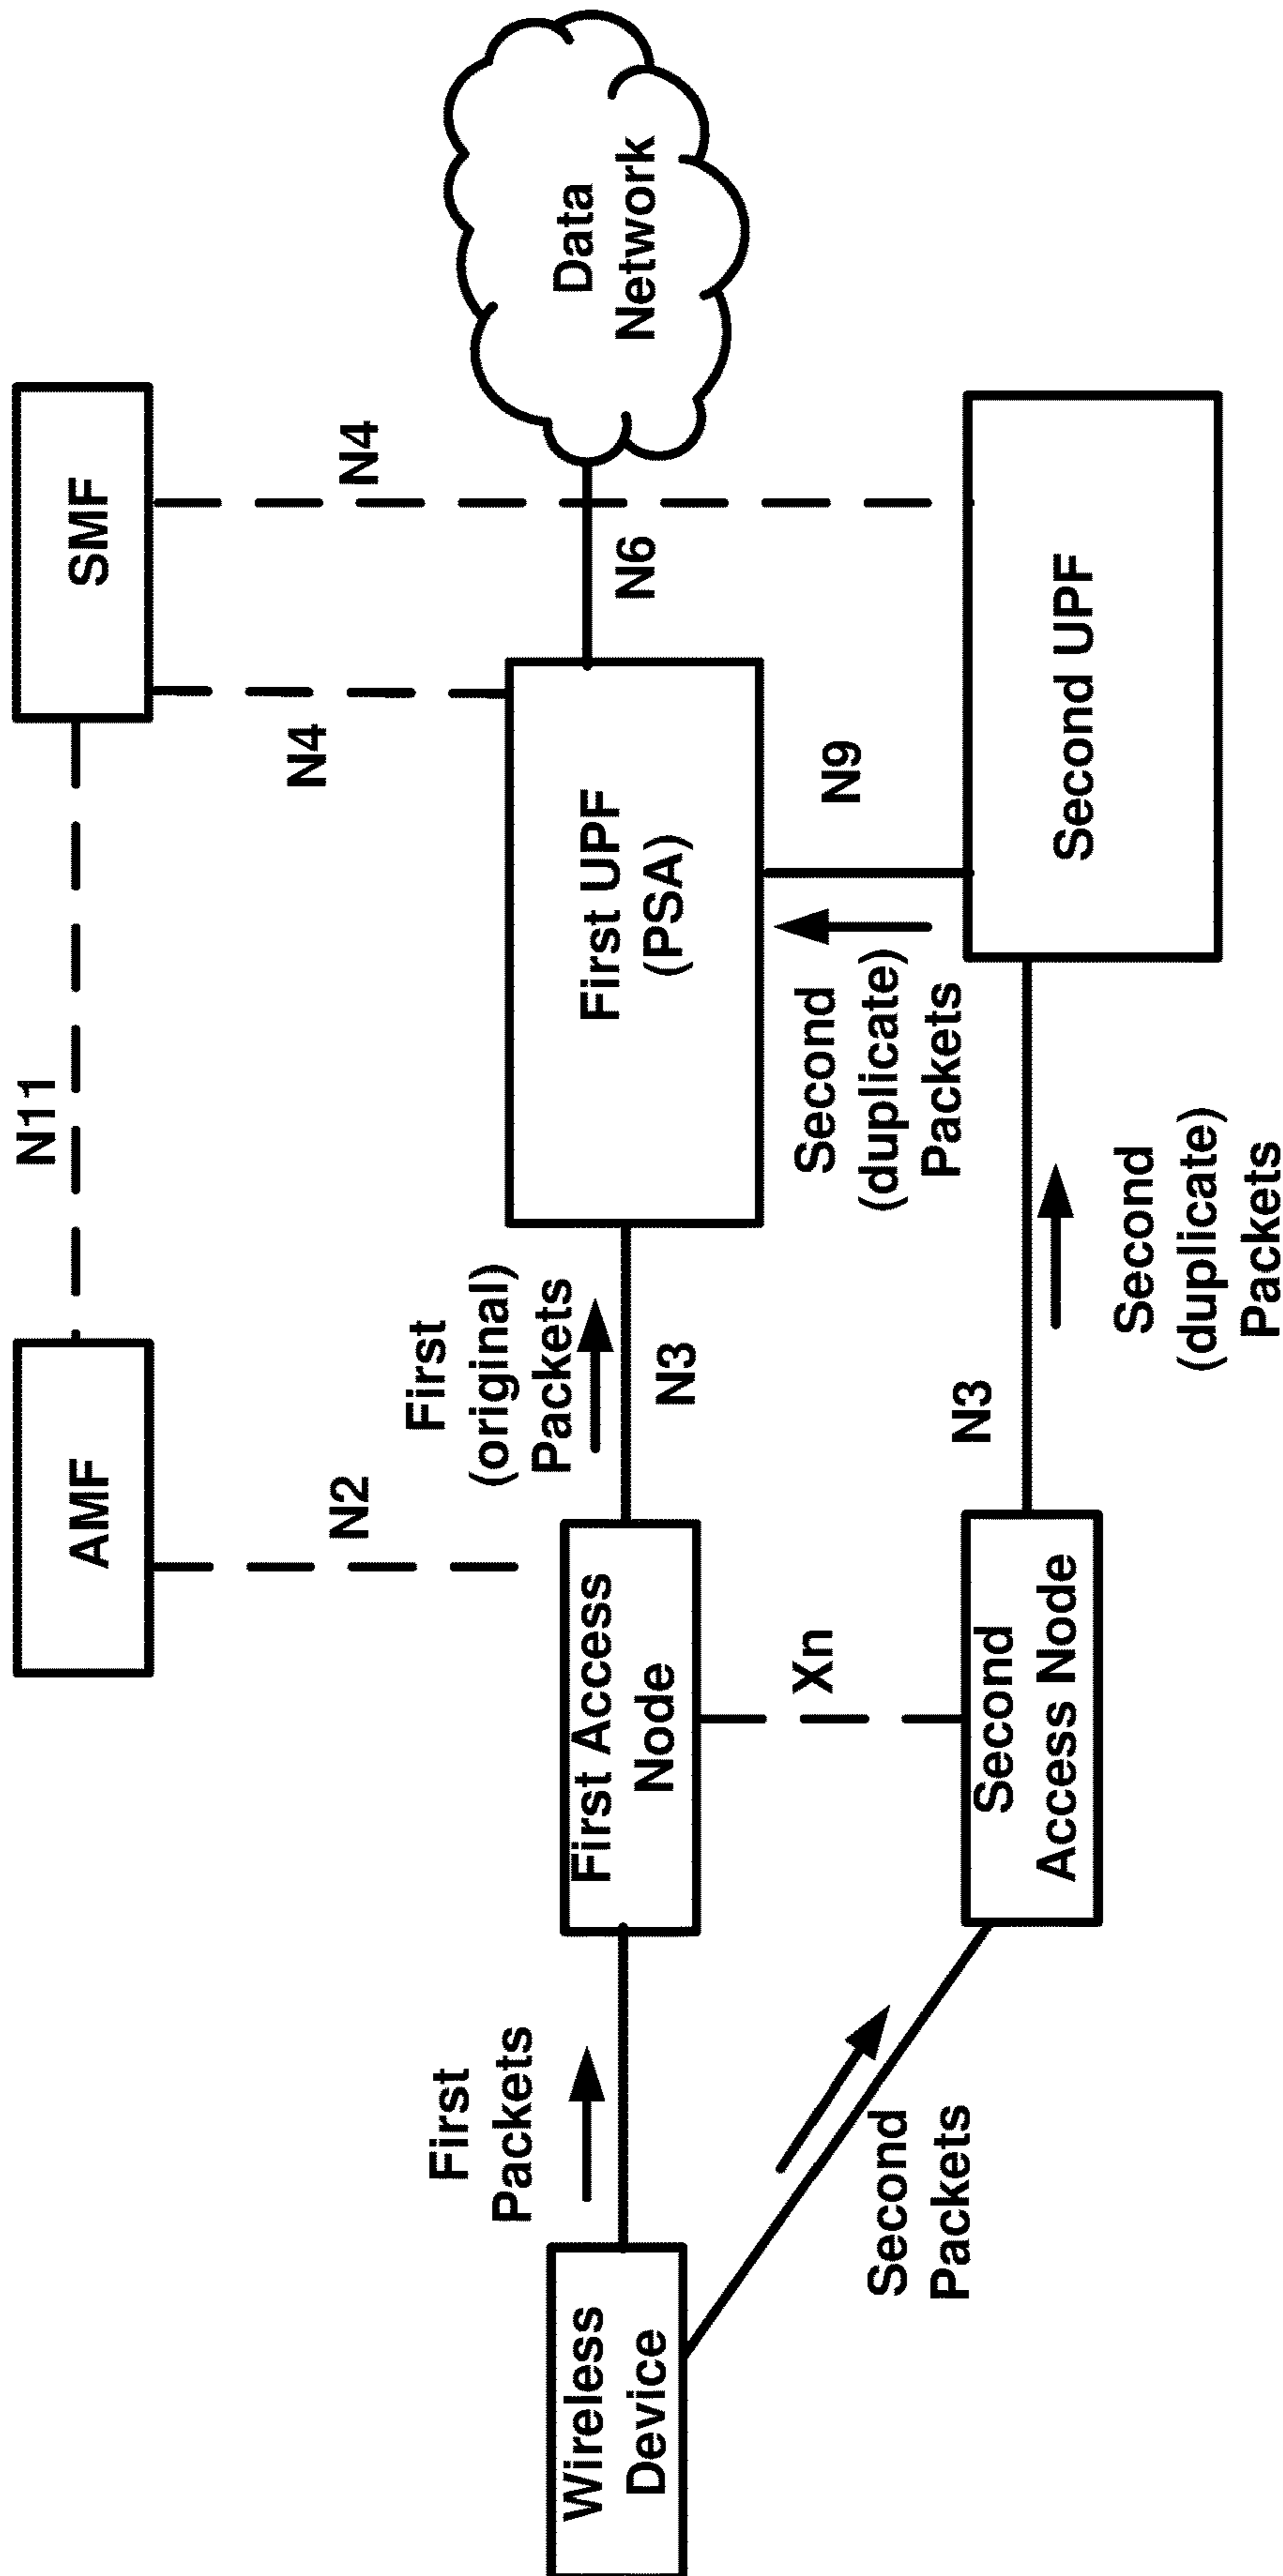 AMF
N11
SMF
N2
N4
N4
First
Packets
First
(original)
Packets
Wireless
Device
First Access
Node
N3
First UPF
(PSA)
N6
Data
Network
Xn
Second
(duplicate)
Packets
N9
Second
Packets
Second
Access Node
N3
Second
(duplicate)
Packets
Second UPF